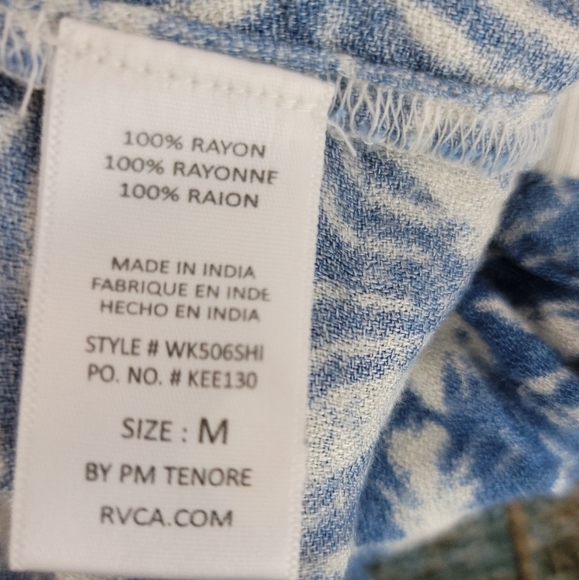 100% RAYON
100% RAYONNE
100% RAION
MADE IN INDIA
FABRIQUE EN INDE
HECHO EN INDIA
STYLE # WK506SHI
PO. NO. # KEE130
SIZE : M
BY PM TENORE
RVCA.COM